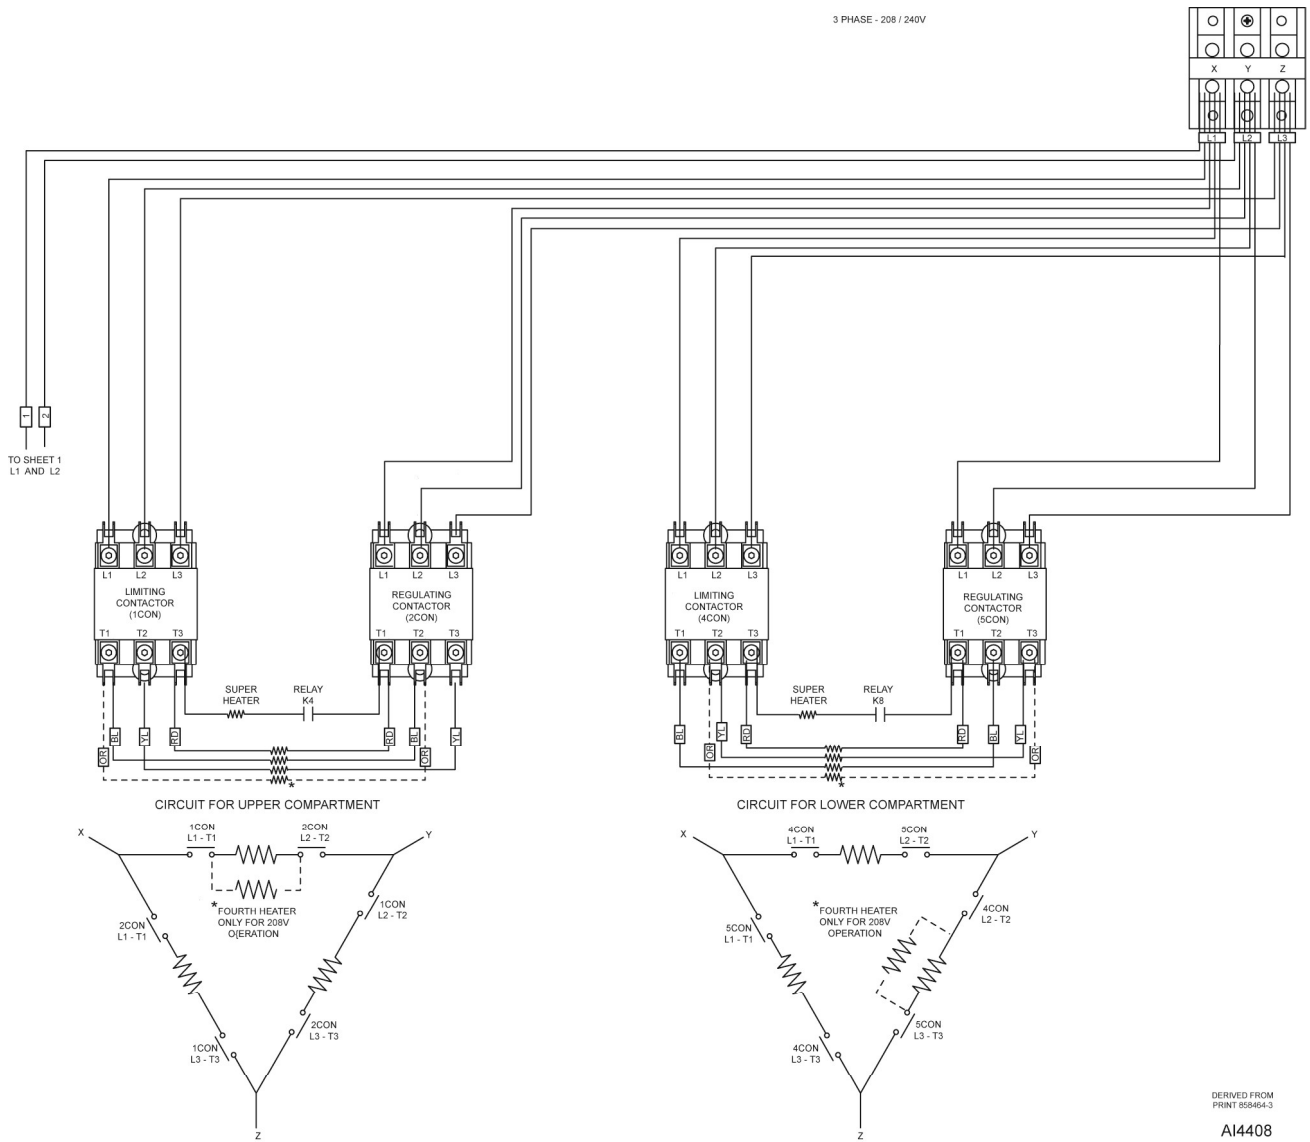 3 PHASE - 208 / 240V
X Y Z
L1 L2 L3
1 2
TO SHEET 1
L1 AND L2
L1 L2 L3
LIMITING
CONTACTOR
(1CON)
T1 T2 T3
L1 L2 L3
REGULATING
CONTACTOR
(2CON)
T1 T2 T3
L1 L2 L3
LIMITING
CONTACTOR
(4CON)
T1 T2 T3
L1 L2 L3
REGULATING
CONTACTOR
(5CON)
T1 T2 T3
SUPER
HEATER
RELAY
K4
OR BL YL RD
RD BL OR YL
*
SUPER
HEATER
RELAY
K8
BL OR YL RD
RD BL YL OR
*
CIRCUIT FOR UPPER COMPARTMENT
X
1CON
L1 - T1
2CON
L2 - T2
Y
*FOURTH HEATER
ONLY FOR 208V
O[ERATION
2CON
L1 - T1
1CON
L2 - T2
1CON
L3 - T3
2CON
L3 - T3
Z
CIRCUIT FOR LOWER COMPARTMENT
X
4CON
L1 - T1
5CON
L2 - T2
Y
*FOURTH HEATER
ONLY FOR 208V
OPERATION
5CON
L1 - T1
4CON
L2 - T2
4CON
L3 - T3
5CON
L3 - T3
Z
DERIVED FROM
PRINT 858464-3
AI4408